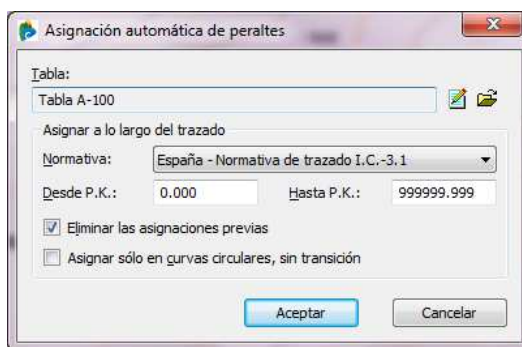 Asignación automática de peraltes
Tabla:
Tabla A-100
Asignar a lo largo del trazado
Normativa: España - Normativa de trazado I.C.-3.1
Desde P.K.: 0.000 Hasta P.K.: 999999.999
Eliminar las asignaciones previas
Asignar sólo en curvas circulares, sin transición
Aceptar Cancelar